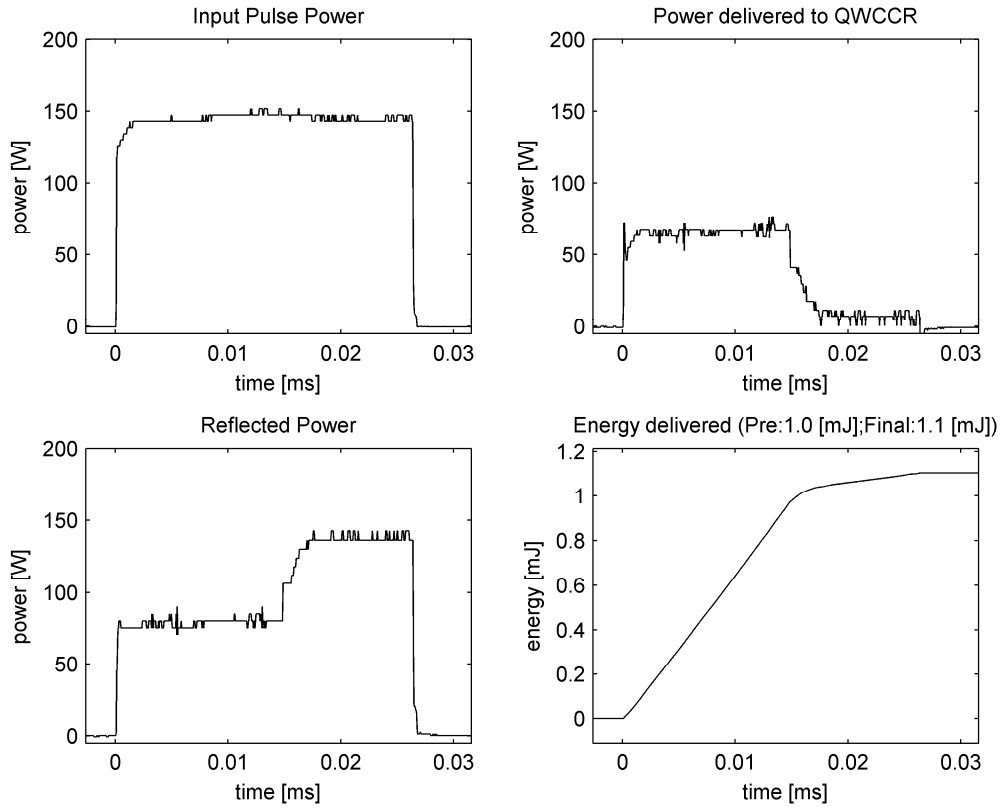 Input Pulse Power
200
150
100
50
0
power [W]
0 0.01 0.02 0.03
time [ms]
Power delivered to QWCCR
200
150
100
50
0
power [W]
0 0.01 0.02 0.03
time [ms]
Reflected Power
200
150
100
50
0
power [W]
0 0.01 0.02 0.03
time [ms]
Energy delivered (Pre:1.0 [mJ];Final:1.1 [mJ])
1.2
1
0.8
0.6
0.4
0.2
0
energy [mJ]
0 0.01 0.02 0.03
time [ms]